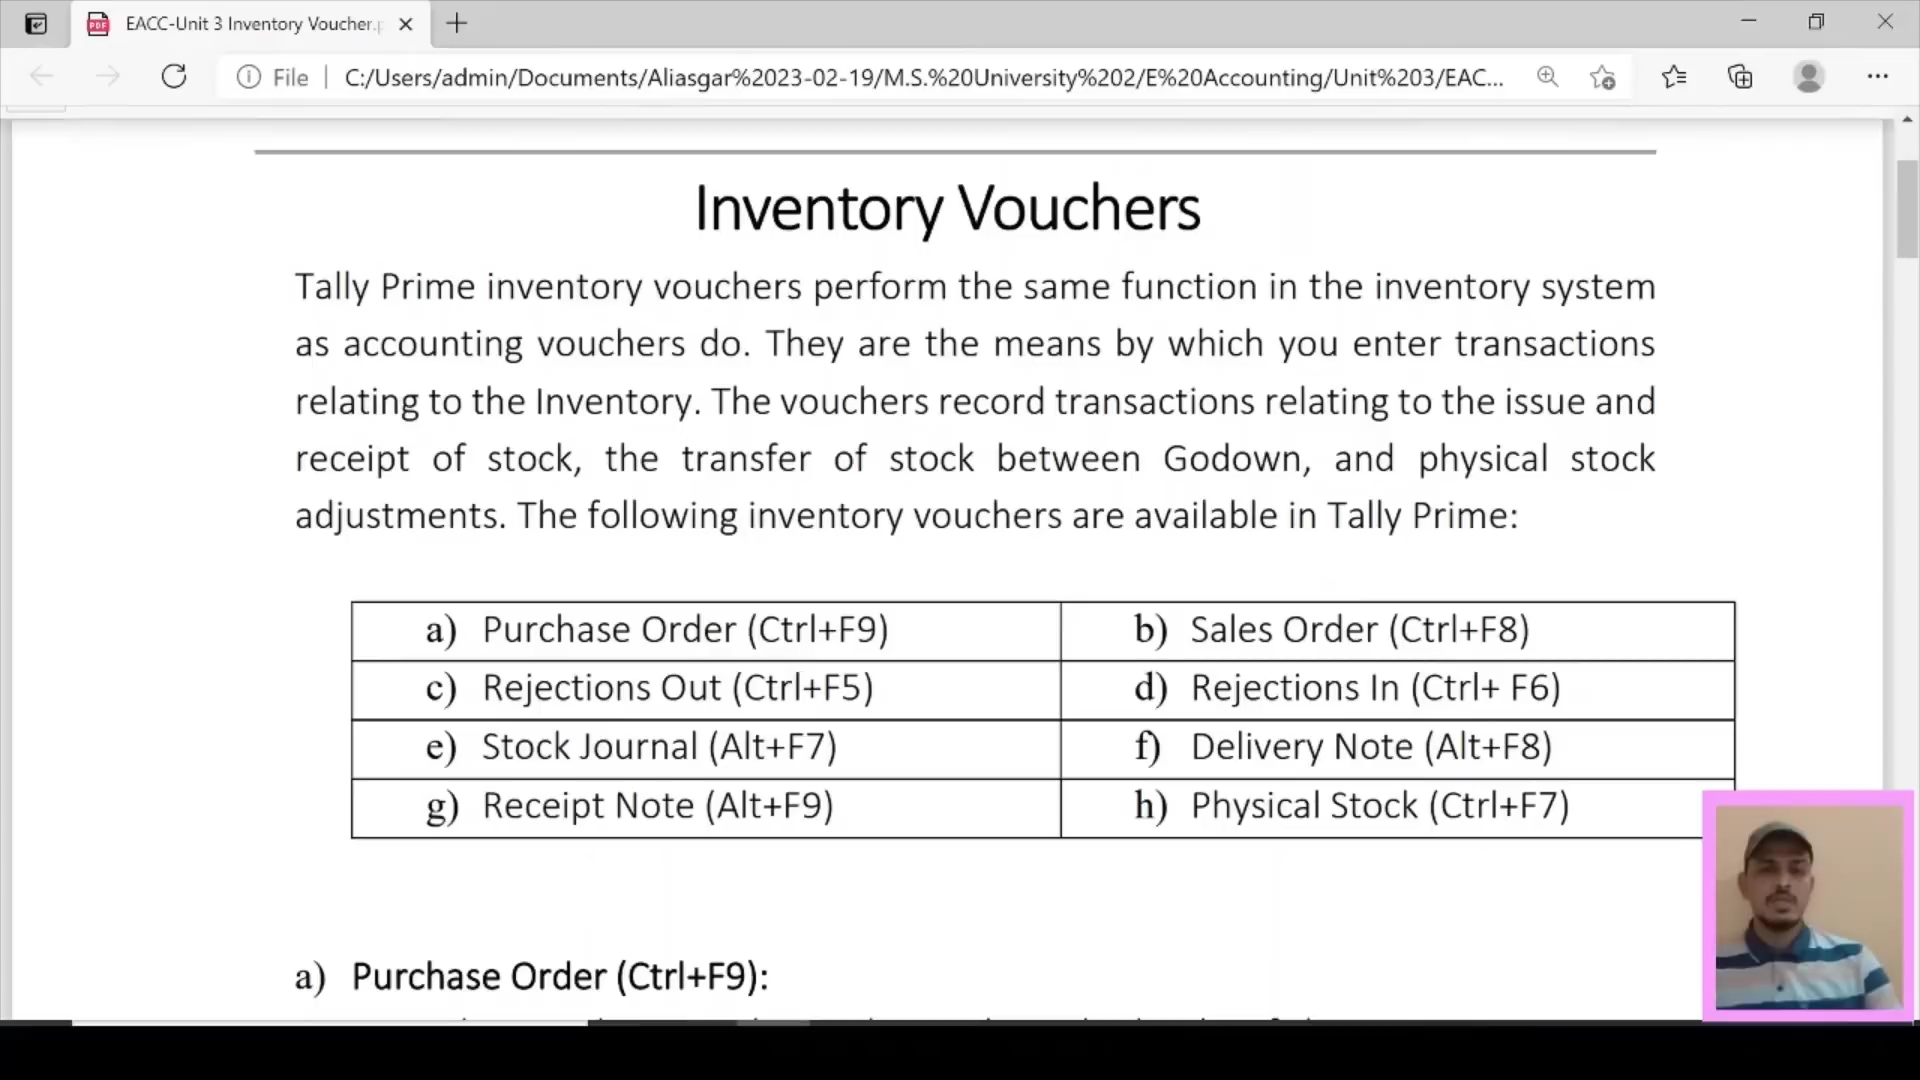 EACC-Unit 3 Inventory Voucher.p
File
C:/Users/admin/Documents/Aliasgar%2023-02-19/M.S.%20University%202/E%20Accounting/Unit%203/EAC...
Inventory Vouchers
Tally Prime inventory vouchers perform the same function in the inventory system
as accounting vouchers do. They are the means by which you enter transactions
relating to the Inventory. The vouchers record transactions relating to the issue and
receipt of stock, the transfer of stock between Godown, and physical stock
adjustments. The following inventory vouchers are available in Tally Prime:
a) Purchase Order (Ctrl+F9)
b) Sales Order (Ctrl+F8)
c) Rejections Out (Ctrl+F5)
d) Rejections In (Ctrl+ F6)
e) Stock Journal (Alt+F7)
f) Delivery Note (Alt+F8)
g) Receipt Note (Alt+F9)
h) Physical Stock (Ctrl+F7)
a) Purchase Order (Ctrl+F9):